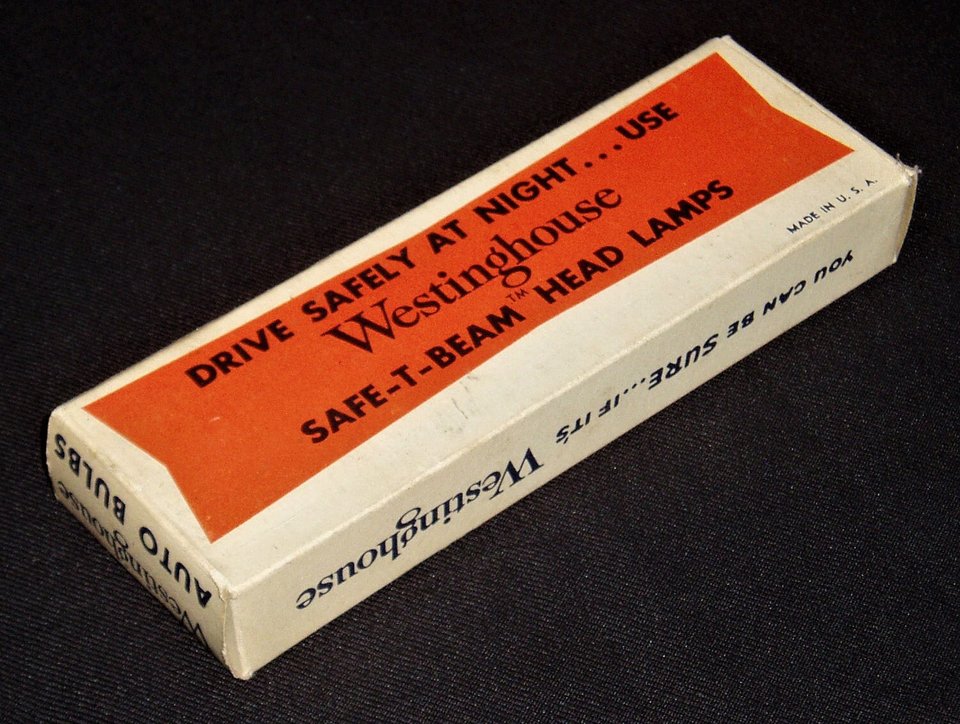 DRIVE SAFELY AT NIGHT...USE
Westinghouse
SAFE-T-BEAM™ HEAD LAMPS
MADE IN U.S.A.
YOU CAN BE SURE...IF IT'S
Westinghouse
AUTO BULBS
Westinghouse